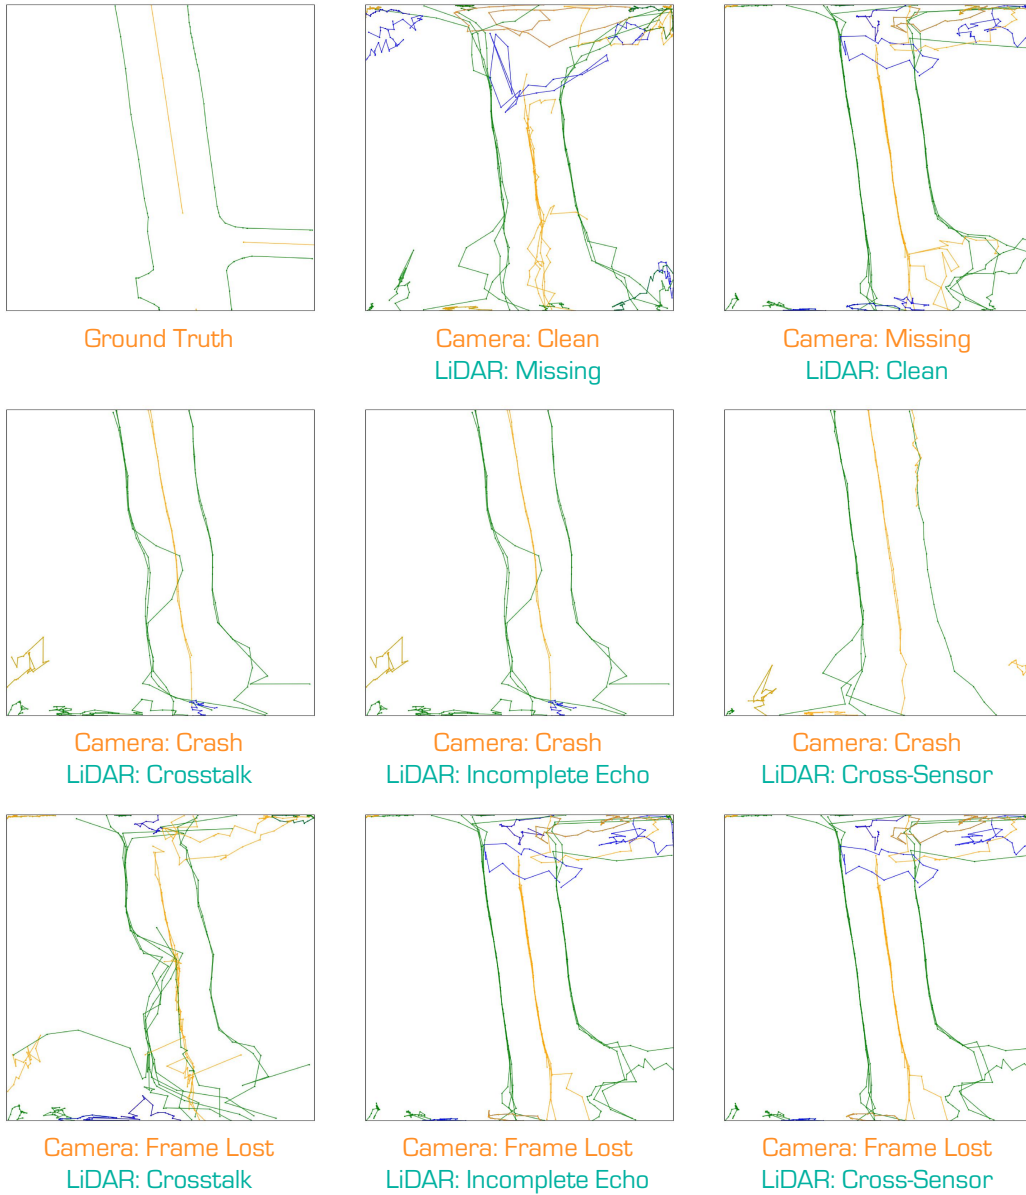 Ground Truth
Camera: Clean
LiDAR: Missing
Camera: Missing
LiDAR: Clean
Camera: Crash
LiDAR: Crosstalk
Camera: Crash
LiDAR: Incomplete Echo
Camera: Crash
LiDAR: Cross-Sensor
Camera: Frame Lost
LiDAR: Crosstalk
Camera: Frame Lost
LiDAR: Incomplete Echo
Camera: Frame Lost
LiDAR: Cross-Sensor